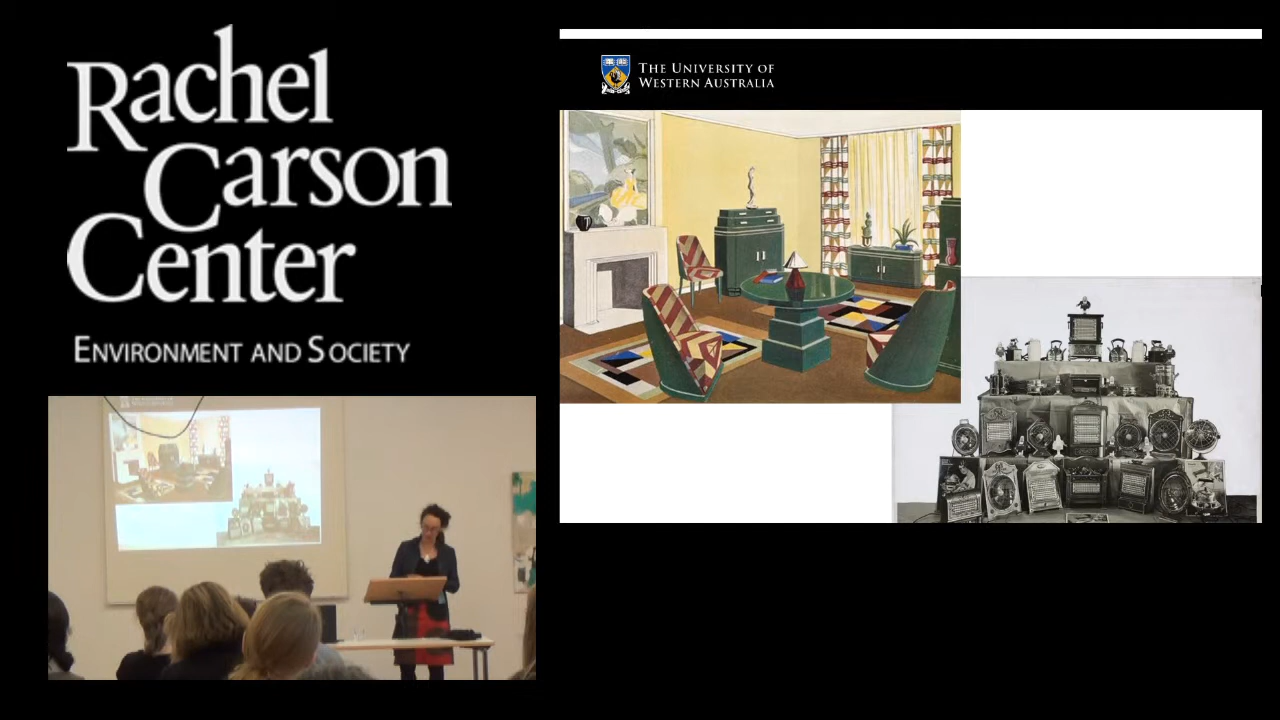 Rachel
Carson
Center
Environment and Society
The University of
Western Australia